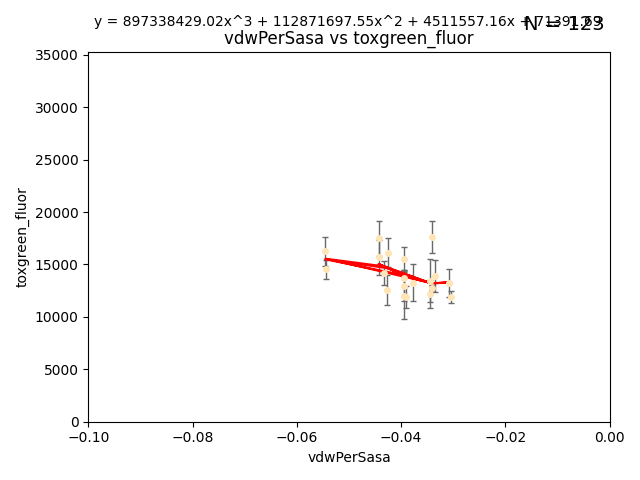 y = 897338429.02x^3 + 112871697.55x^2 + 4511557.16x +
N = 123
vdwPerSasa vs toxgreen_fluor
35000
30000
25000
20000
15000
10000
5000
0
toxgreen_fluor
−0.10 −0.08 −0.06 −0.04 −0.02 0.00
vdwPerSasa